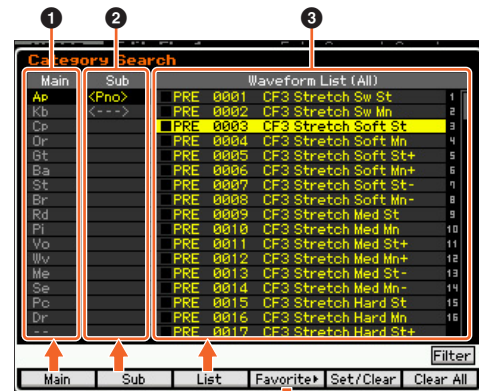 1 2 3
Category Search
Main Sub Waveform List (All)
Ap <Pno> PRE 0001 CF3 Stretch Sw St 1
Kb <---> PRE 0002 CF3 Stretch Sw Mn 2
Cp PRE 0003 CF3 Stretch Soft St 3
Or PRE 0004 CF3 Stretch Soft Mn 4
Gt PRE 0005 CF3 Stretch Soft St+ 5
Ba PRE 0006 CF3 Stretch Soft Mn+ 6
St PRE 0007 CF3 Stretch Soft St- 7
Br PRE 0008 CF3 Stretch Soft Mn- 8
Rd PRE 0009 CF3 Stretch Med St 9
Pi PRE 0010 CF3 Stretch Med Mn 10
Vo PRE 0011 CF3 Stretch Med St+ 11
Wv PRE 0012 CF3 Stretch Med Mn+ 12
Me PRE 0013 CF3 Stretch Med St- 13
Se PRE 0014 CF3 Stretch Med Mn- 14
Pc PRE 0015 CF3 Stretch Hard St 15
Dr PRE 0016 CF3 Stretch Hard Mn 16
-- PRE 0017 CF3 Stretch Hard St+
Filter
Main Sub List Favorite Set/Clear Clear All